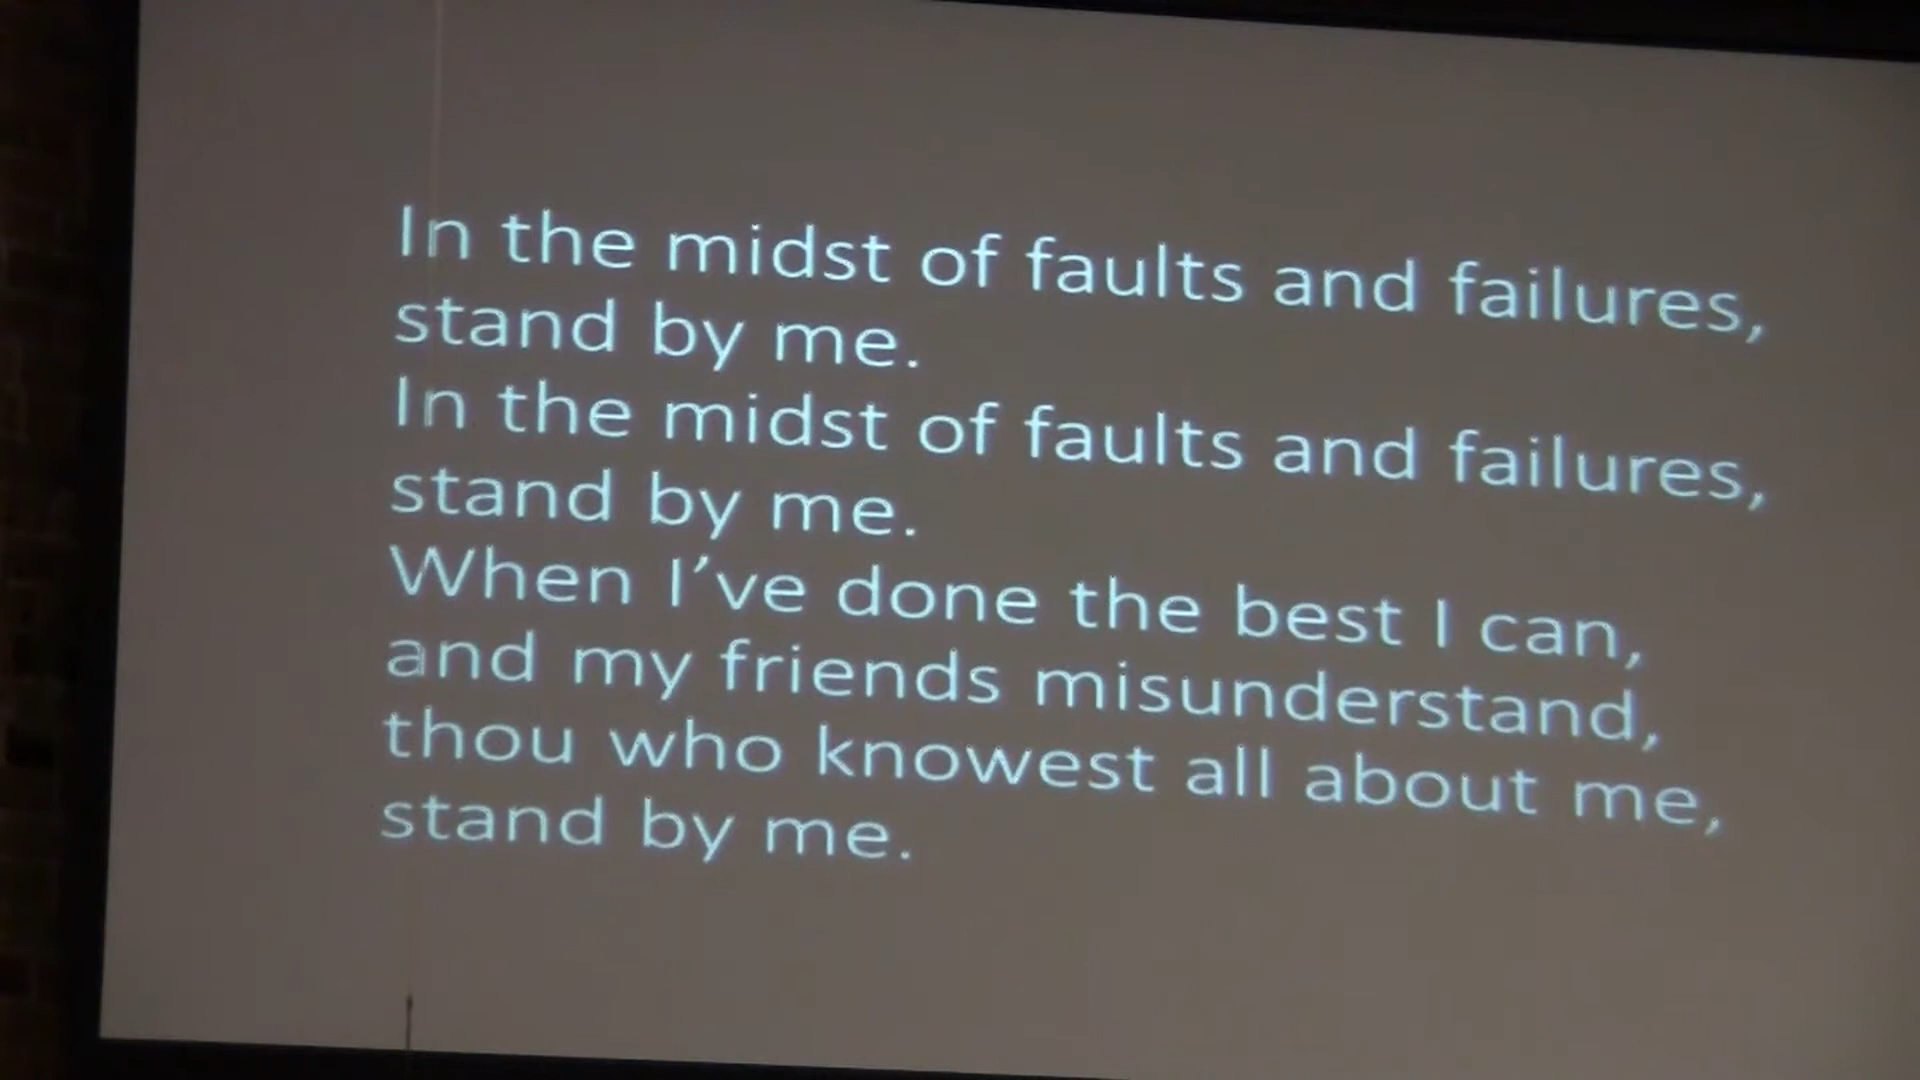 In the midst of faults and failures,
stand by me.
In the midst of faults and failures,
stand by me.
When I’ve done the best I can,
and my friends misunderstand,
thou who knowest all about me,
stand by me.